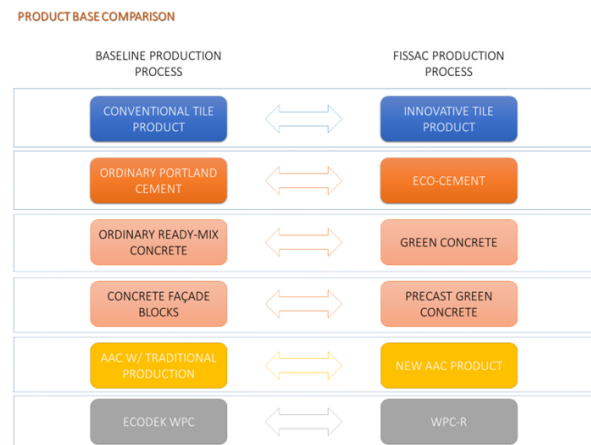 PRODUCT BASE COMPARISON
BASELINE PRODUCTION
PROCESS
FISSAC PRODUCTION
PROCESS
CONVENTIONAL TILE
PRODUCT
INNOVATIVE TILE
PRODUCT
ORDINARY PORTLAND
CEMENT
ECO-CEMENT
ORDINARY READY-MIX
CONCRETE
GREEN CONCRETE
CONCRETE FAÇADE
BLOCKS
PRECAST GREEN
CONCRETE
AAC W/ TRADITIONAL
PRODUCTION
NEW AAC PRODUCT
ECODEK WPC
WPC-R